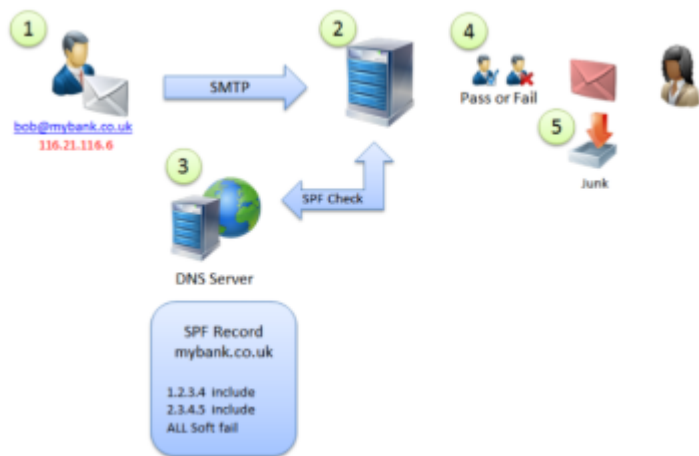 1
bob@mybank.co.uk
116.21.116.6
SMTP
2
3
DNS Server
SPF Check
SPF Record
mybank.co.uk
1.2.3.4 include
2.3.4.5 include
ALL Soft fail
4
Pass or Fail
5
Junk